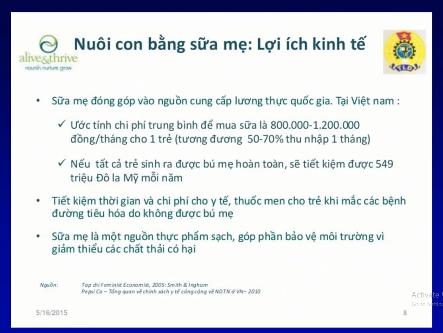 alive&thrive
nourish nurture grow
Nuôi con bằng sữa mẹ: Lợi ích kinh tế
• Sữa mẹ đóng góp vào nguồn cung cấp lương thực quốc gia. Tại Việt nam :
✓ Ước tính chi phí trung bình để mua sữa là 800.000-1.200.000
đồng/tháng cho 1 trẻ (tương đương 50-70% thu nhập 1 tháng)
✓ Nếu tất cả trẻ sinh ra được bú mẹ hoàn toàn, sẽ tiết kiệm được 549
triệu Đô la Mỹ mỗi năm
• Tiết kiệm thời gian và chi phí cho y tế, thuốc men cho trẻ khi mắc các bệnh
đường tiêu hóa do không được bú mẹ
• Sữa mẹ là một nguồn thực phẩm sạch, góp phần bảo vệ môi trường vì
giảm thiểu các chất thải có hại
Nguồn: Tạp chí Feminist Economist, 2005: Smith & Ingham
Pepsi Co – Tổng quan về chính sách y tế công cộng về NDTN ở VN– 2010
Activate
5/16/2015
8